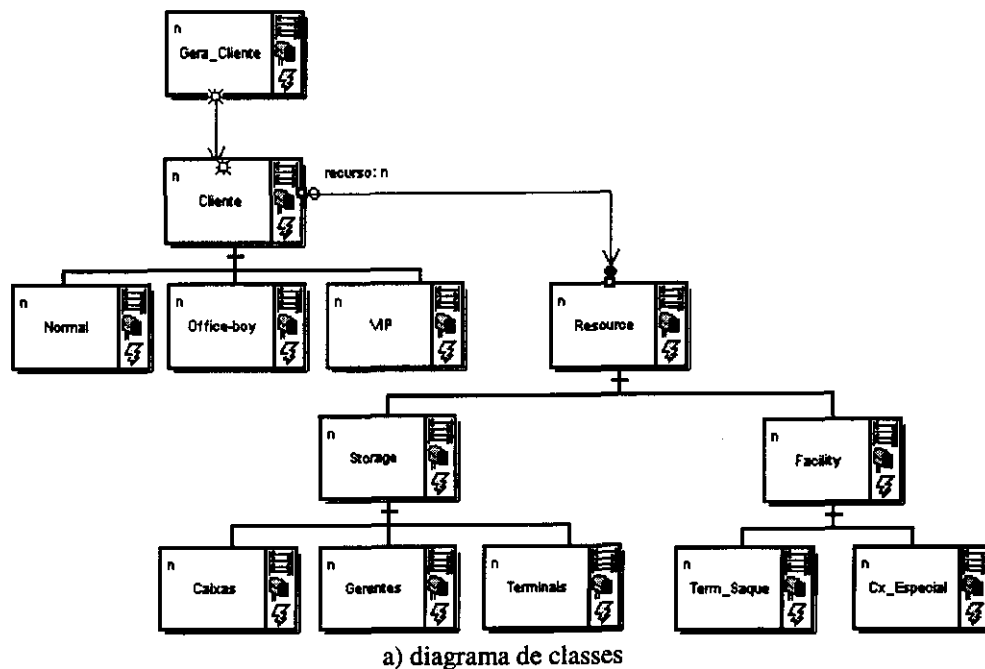 n
Gera_Cliente
n
Cliente
recurso: n
n
Normal
n
Office-boy
n
VIP
n
Resource
n
Storage
n
Facility
n
Caixas
n
Gerentes
n
Terminais
n
Term_Saque
n
Cx_Especial
a) diagrama de classes